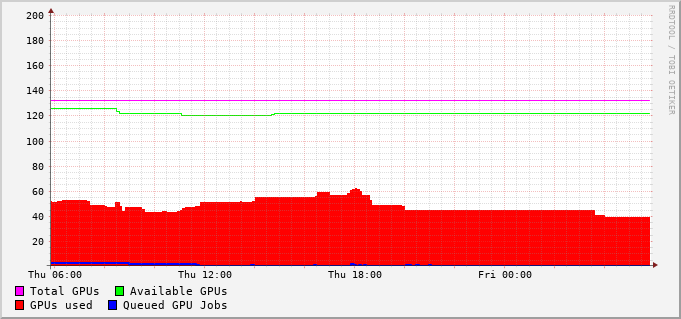 200
180
160
140
120
100
80
60
40
20
Thu 06:00 Thu 12:00 Thu 18:00 Fri 00:00
Total GPUs Available GPUs
GPUs used Queued GPU Jobs
RRDTOOL / TOBI OETIKER